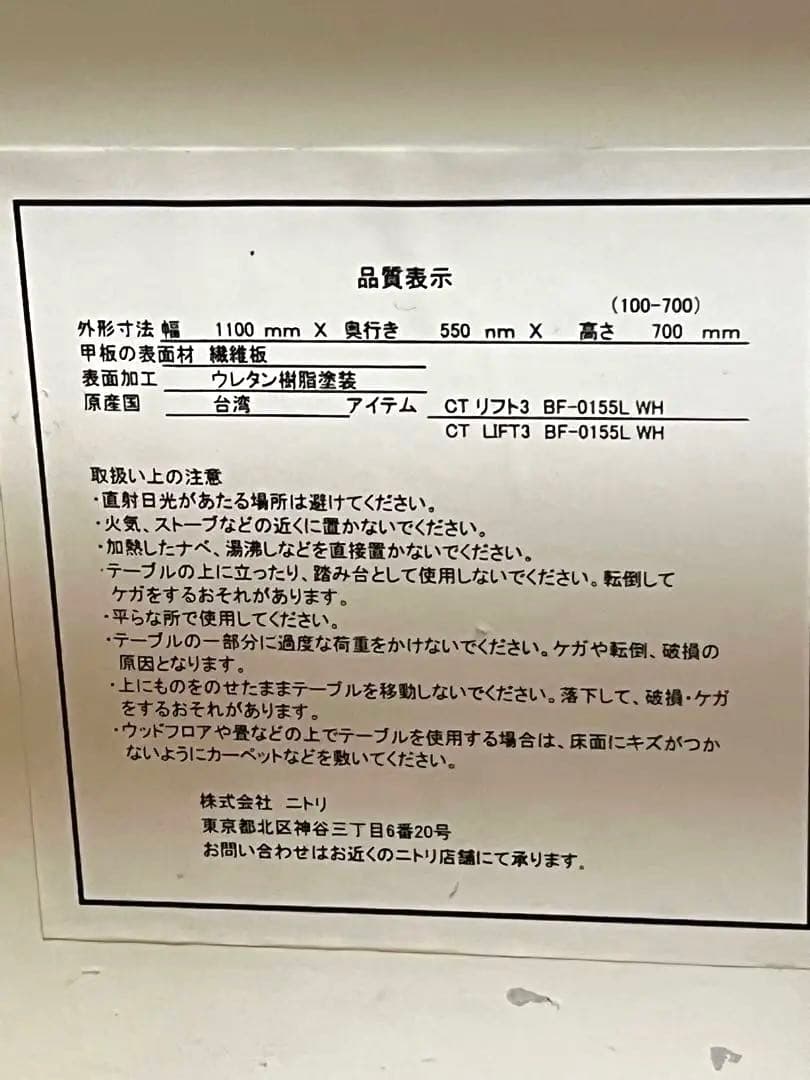 品質表示
(100-700)
外形寸法 幅 1100 mm X 奥行き 550 nm X 高さ 700 mm
甲板の表面材 繊維板
表面加工 ウレタン樹脂塗装
原産国 台湾 アイテム CT リフト3 BF-0155L WH
CT LIFT3 BF-0155L WH
取扱い上の注意
・直射日光があたる場所は避けてください。
・火気、ストーブなどの近くに置かないでください。
・加熱したナベ、湯沸しなどを直接置かないでください。
・テーブルの上に立ったり、踏み台として使用しないでください。転倒して
ケガをするおそれがあります。
・平らな所で使用してください。
・テーブルの一部分に過度な荷重をかけないでください。ケガや転倒、破損の
原因となります。
・上にものをのせたままテーブルを移動しないでください。落下して、破損・ケガ
をするおそれがあります。
・ウッドフロアや畳などの上でテーブルを使用する場合は、床面にキズがつか
ないようにカーペットなどを敷いてください。
株式会社 ニトリ
東京都北区神谷三丁目6番20号
お問い合わせはお近くのニトリ店舗にて承ります。